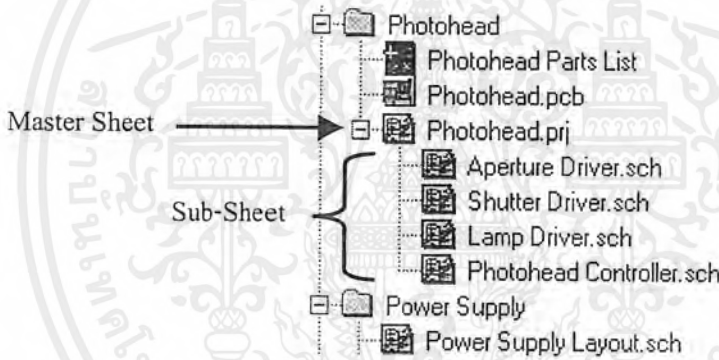 Photohead
Photohead Parts List
Photohead.pcb
Master Sheet
Photohead.prj
Aperture Driver.sch
Shutter Driver.sch
Sub-Sheet
Lamp Driver.sch
Photohead Controller.sch
Power Supply
Power Supply Layout.sch